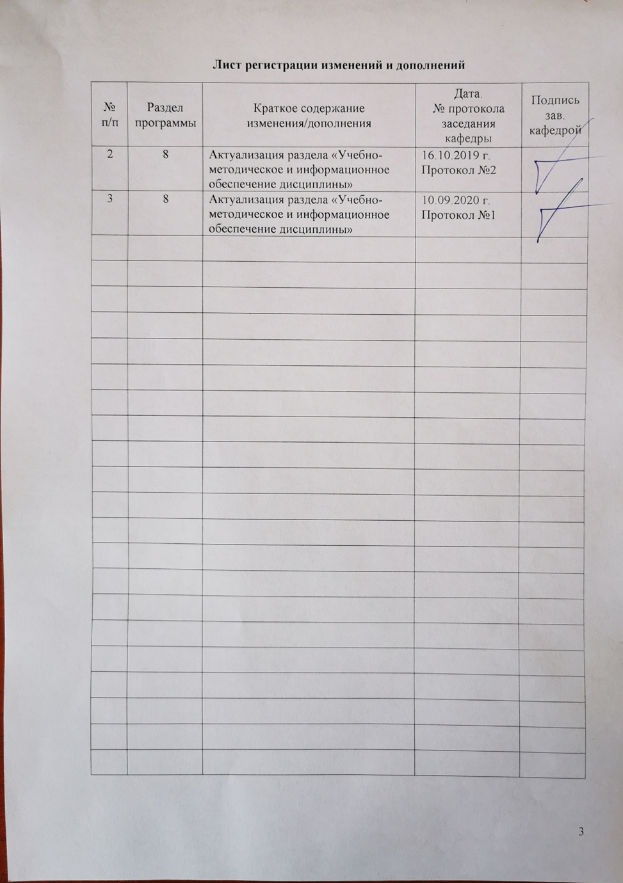 Лист регистрации изменений и дополнений
№
п/п
Раздел
программы
Краткое содержание
изменения/дополнения
Дата.
№ протокола
заседания
кафедры
Подпись
зав.
кафедрой
2
8
Актуализация раздела «Учебно-
методическое и информационное
обеспечение дисциплины»
16.10.2019 г.
Протокол №2
3
8
Актуализация раздела «Учебно-
методическое и информационное
обеспечение дисциплины»
10.09.2020 г.
Протокол №1
3